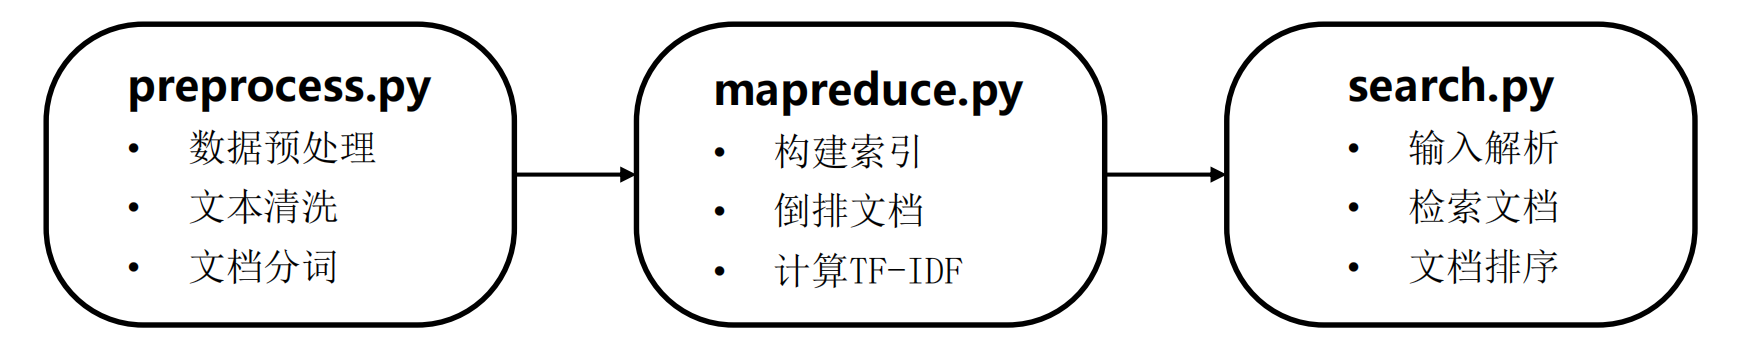 preprocess.py
• 数据预处理
• 文本清洗
• 文档分词
mapreduce.py
• 构建索引
• 倒排文档
• 计算TF-IDF
search.py
• 输入解析
• 检索文档
• 文档排序